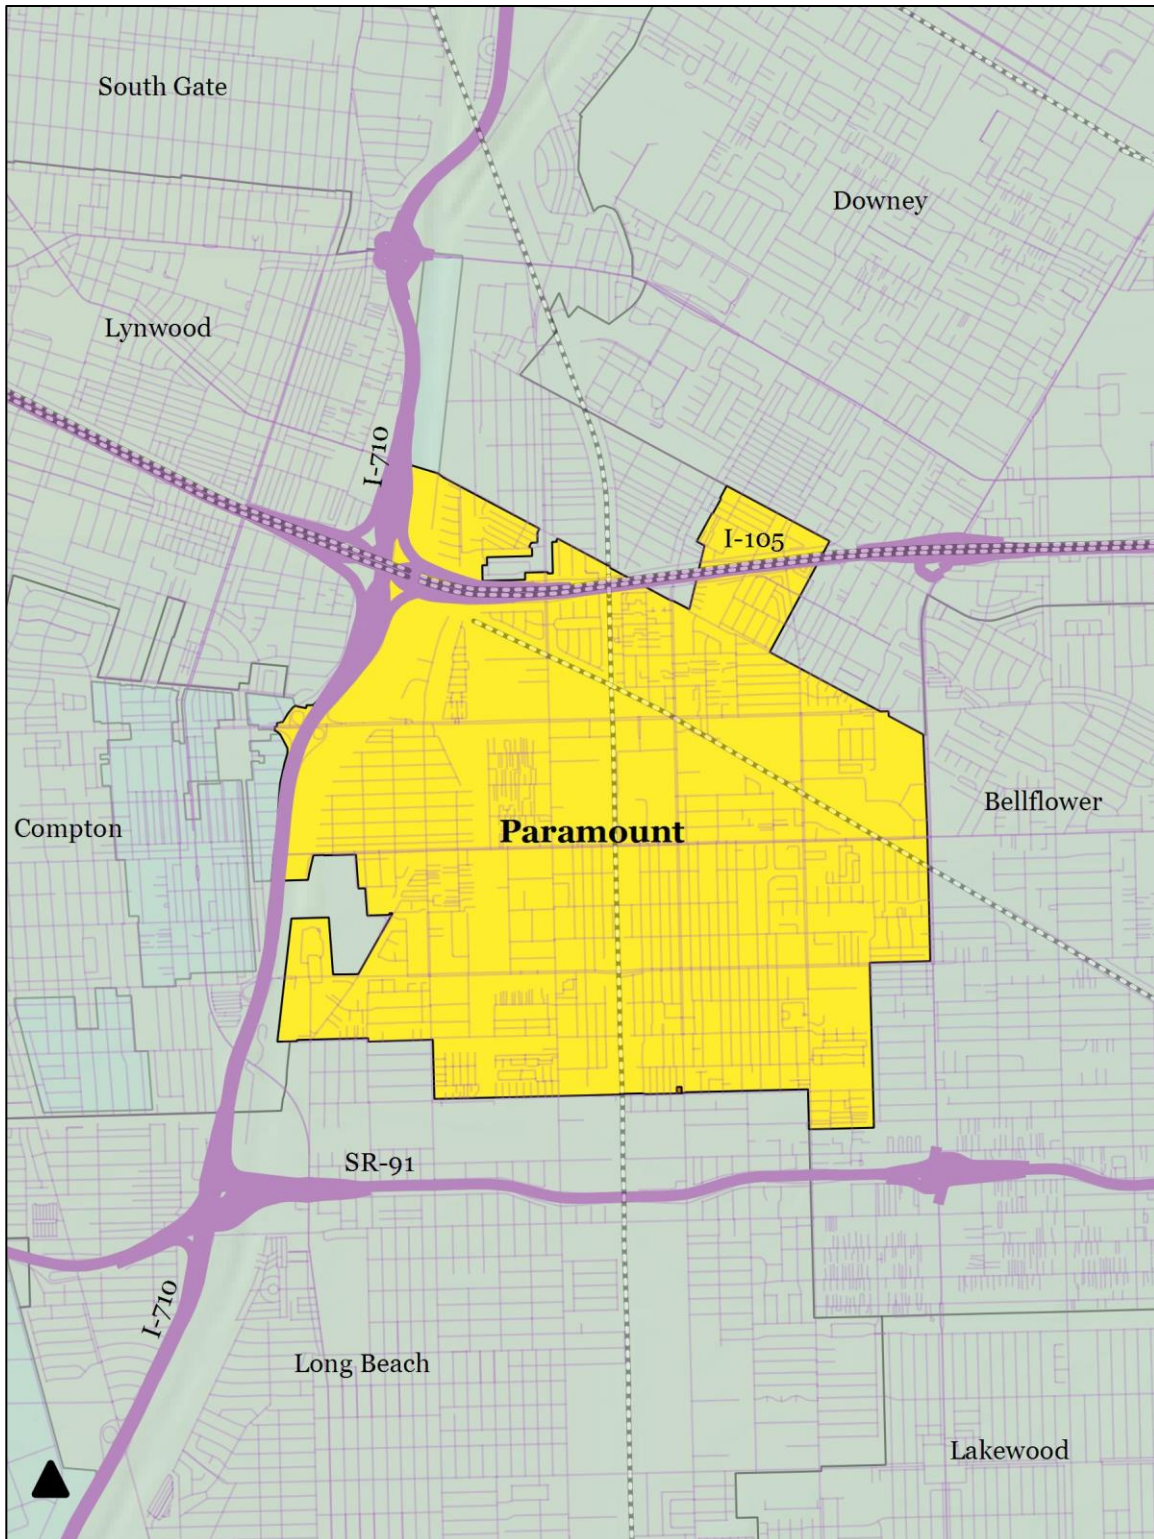 South Gate
Downey
Lynwood
I-710
I-105
Compton
Paramount
Bellflower
SR-91
I-710
Long Beach
Lakewood